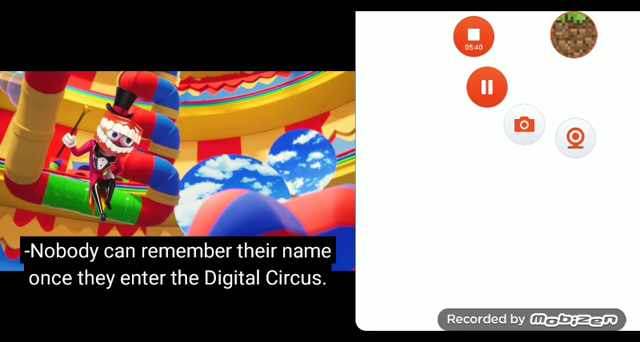 05:40
-Nobody can remember their name
once they enter the Digital Circus.
Recorded by Mobizen